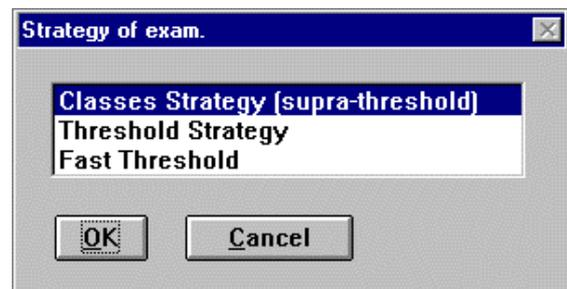 Strategy of exam.
Classes Strategy (supra-threshold)
Threshold Strategy
Fast Threshold
OK Cancel